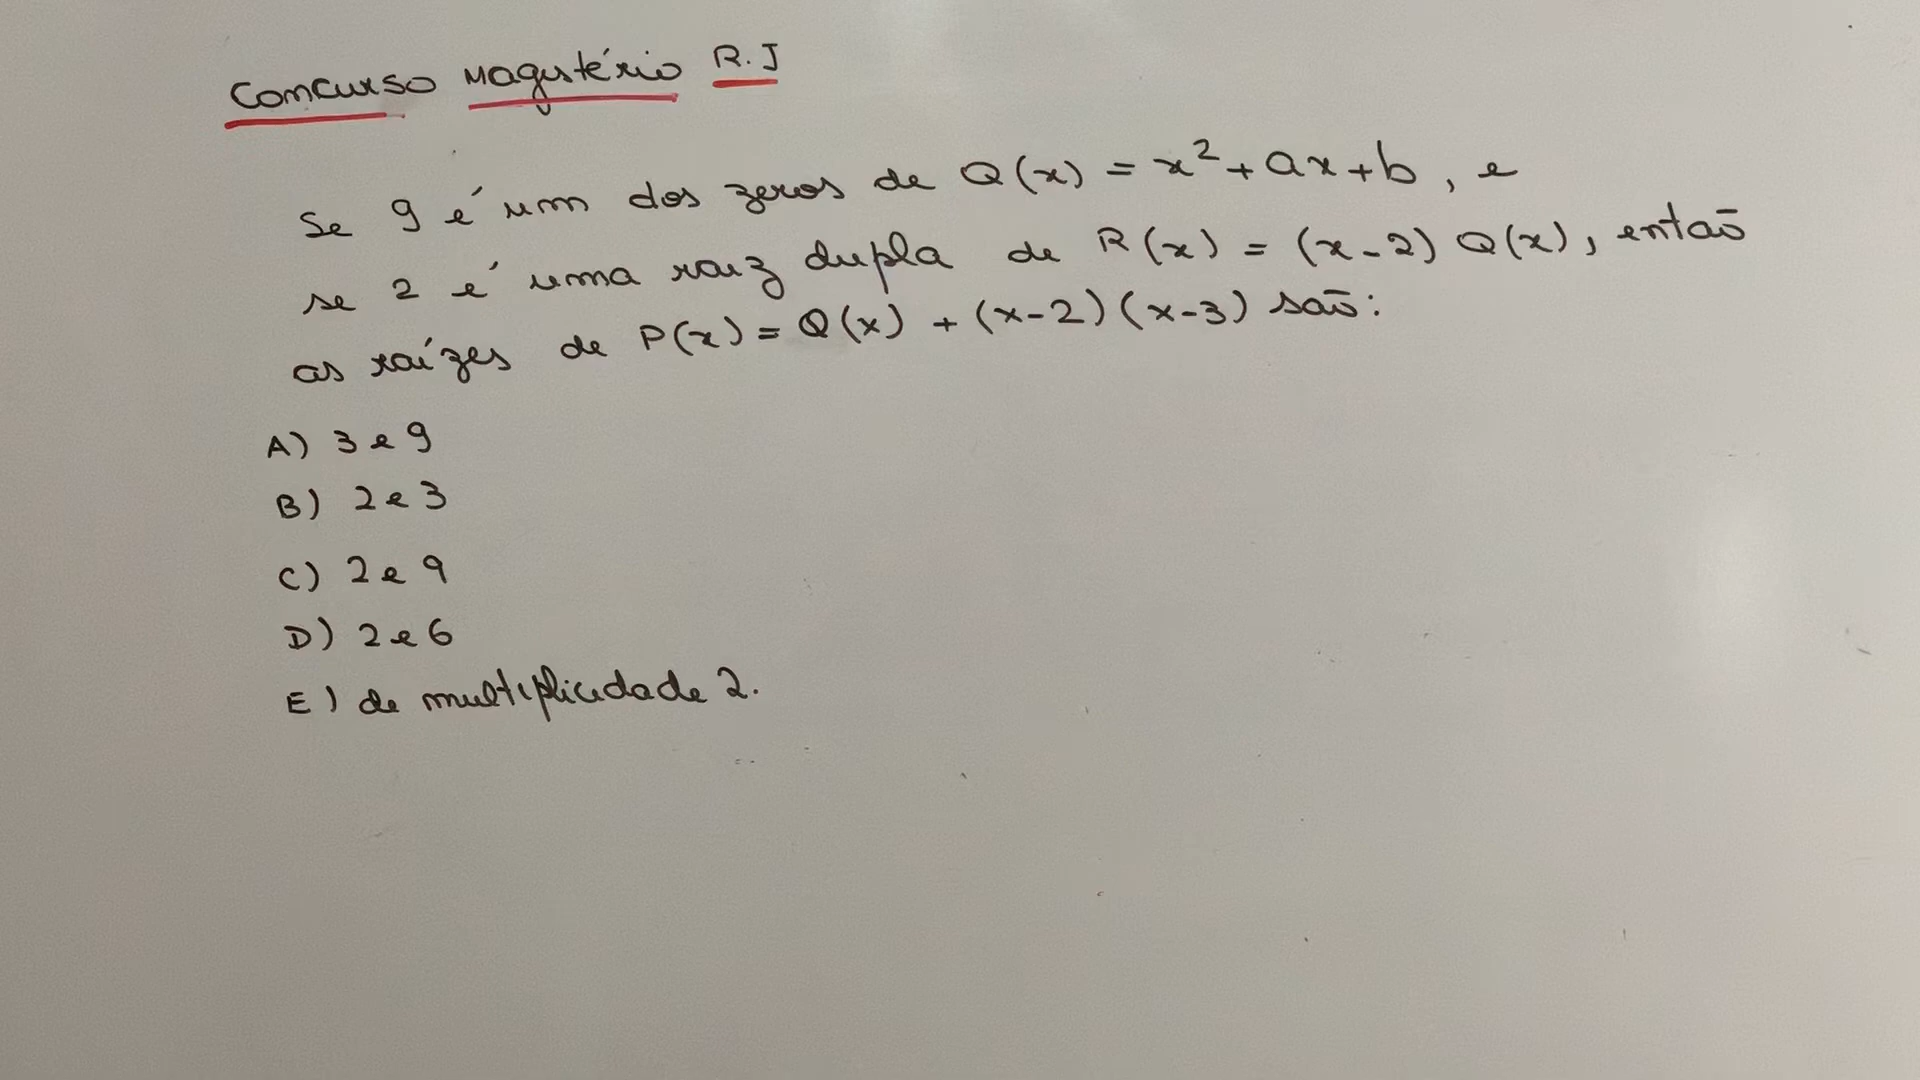 Concurso Magistério R.J
Se 9 é um dos zeros de Q(x) = x² + ax + b, e
se 2 é uma raiz dupla de R(x) = (x-2) Q(x), então
as raízes de P(x) = Q(x) + (x-2)(x-3) são:
A) 3 e 9
B) 2 e 3
C) 2 e 9
D) 2 e 6
E) de multiplicidade 2.